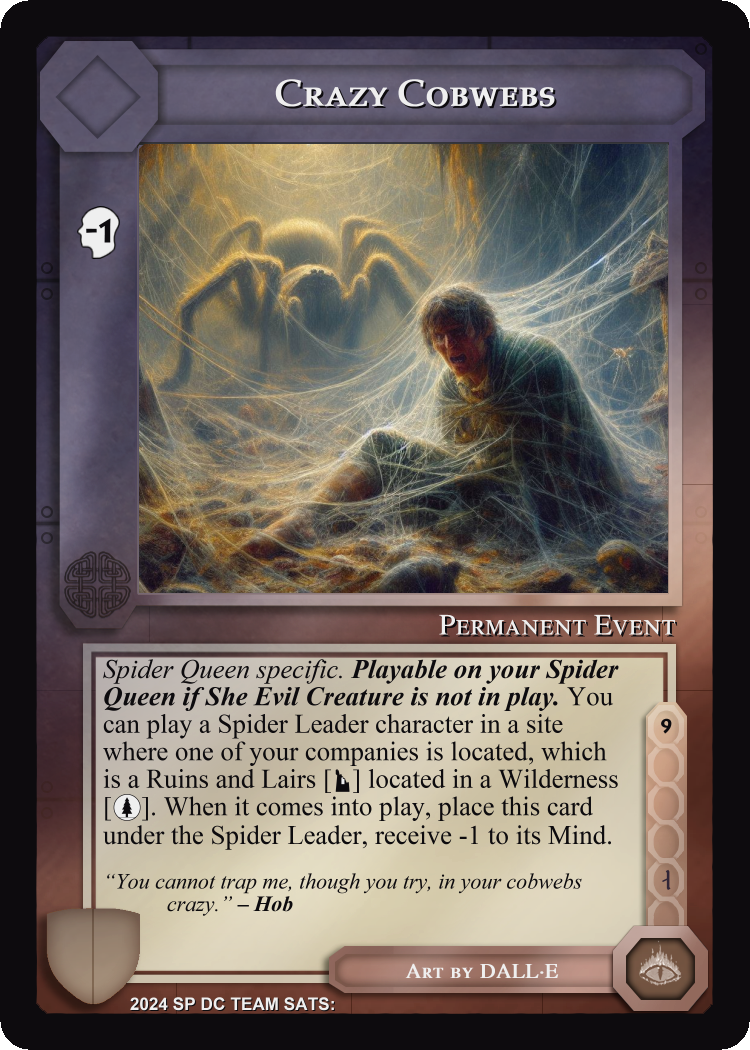 Crazy Cobwebs
-1
Permanent Event
Spider Queen specific. Playable on your Spider
Queen if She Evil Creature is not in play. You
can play a Spider Leader character in a site
where one of your companies is located, which
is a Ruins and Lairs [ ] located in a Wilderness
[ ]. When it comes into play, place this card
under the Spider Leader, receive -1 to its Mind.
9
“You cannot trap me, though you try, in your cobwebs
crazy.” – Hob
Art by DALL·E
2024 SP DC TEAM SATS: